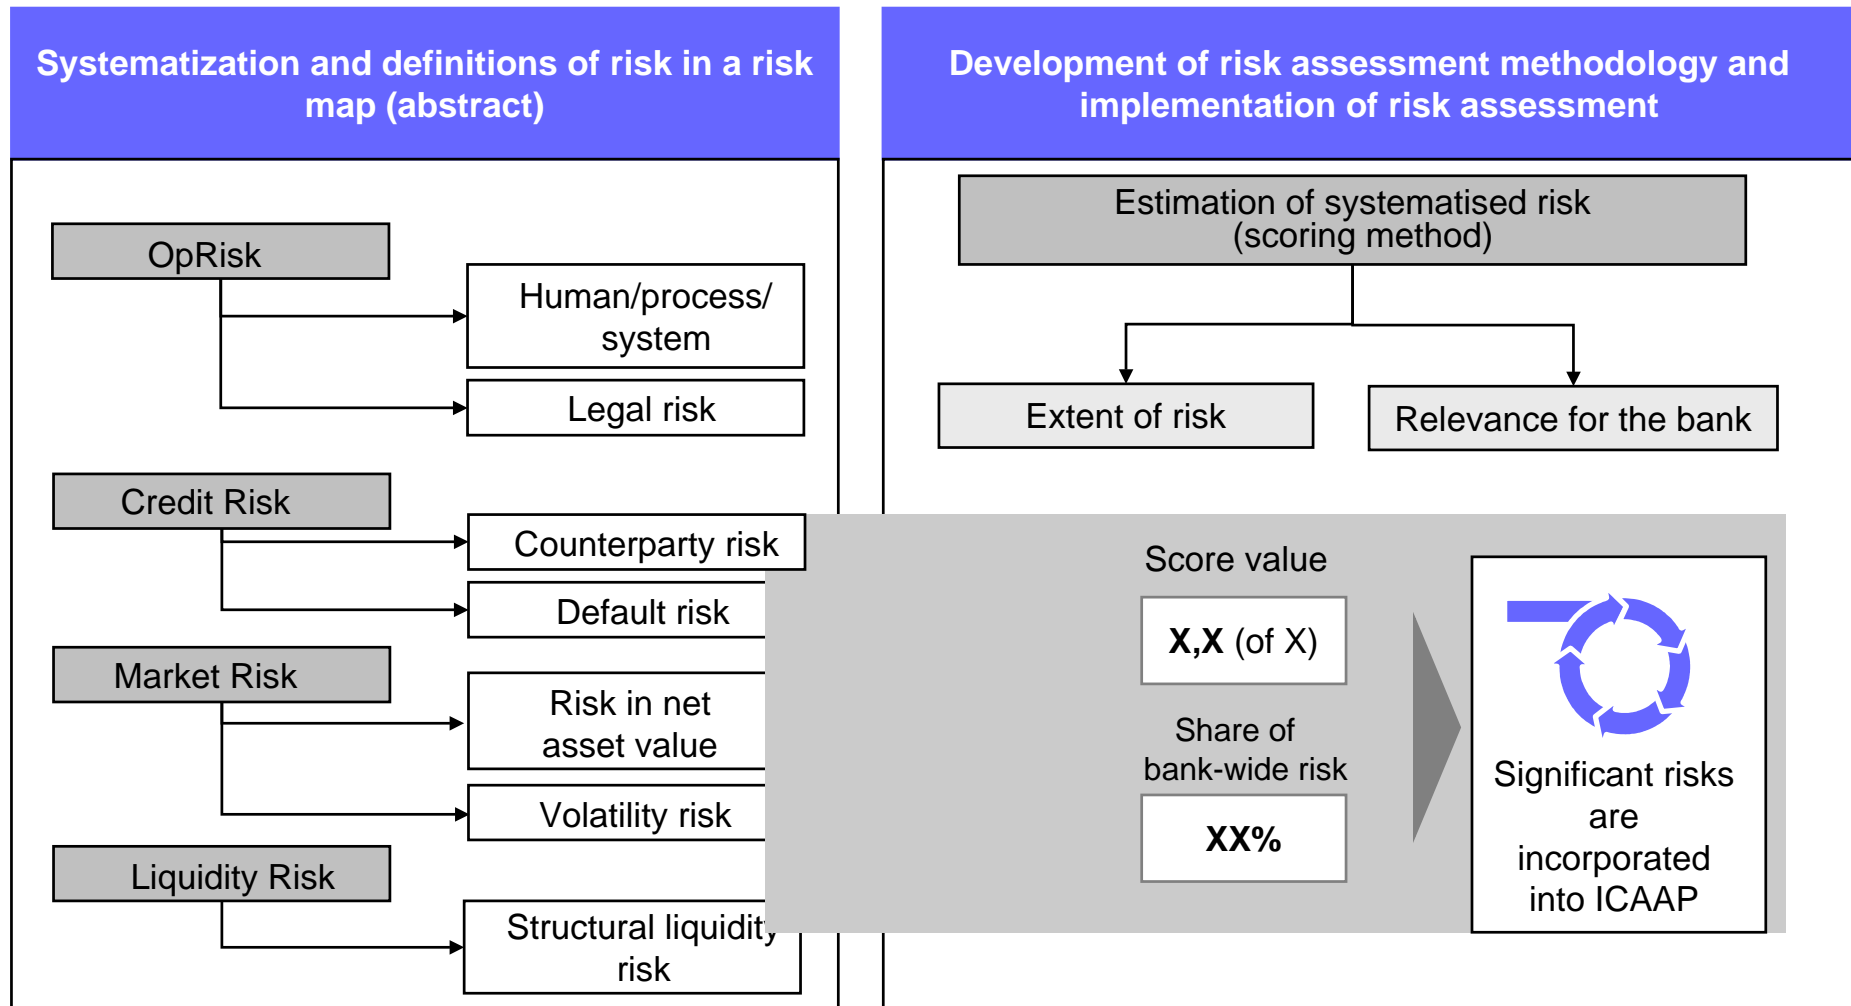 Systematization and definitions of risk in a risk
map (abstract)
OpRisk
Human/process/
system
Legal risk
Credit Risk
Counterparty risk
Default risk
Market Risk
Risk in net
asset value
Volatility risk
Liquidity Risk
Structural liquidity
risk
Development of risk assessment methodology and
implementation of risk assessment
Estimation of systematised risk
(scoring method)
Extent of risk
Relevance for the bank
Score value
X,X (of X)
Share of
bank-wide risk
XX%
Significant risks
are
incorporated
into ICAAP